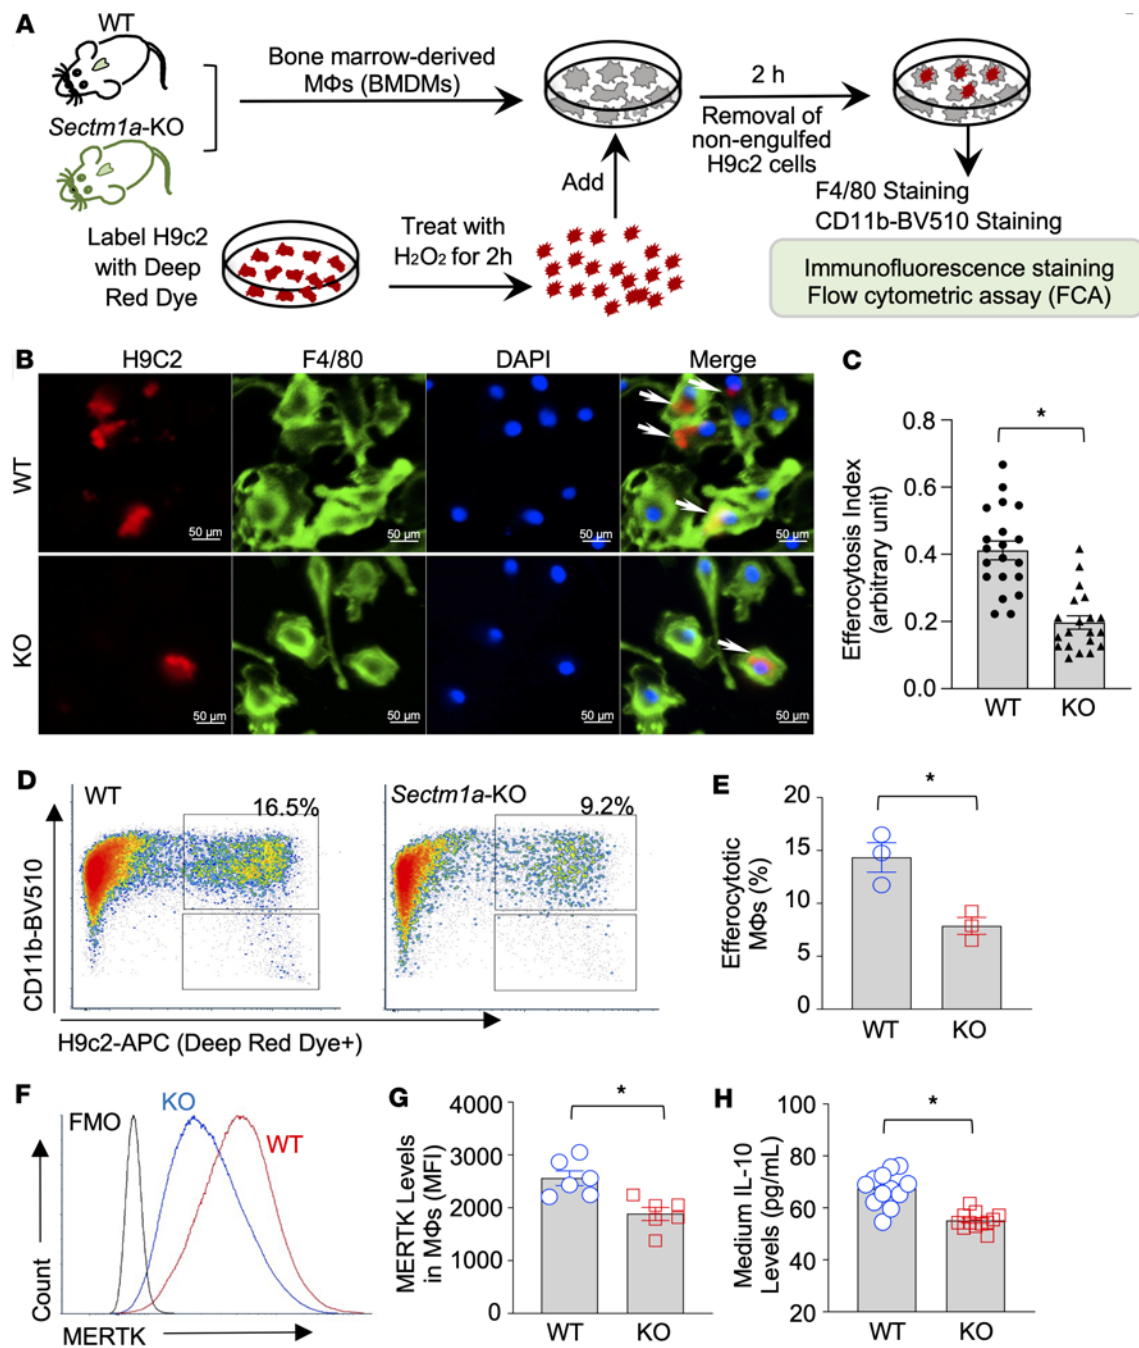 A
WT
Sectm1a-KO
Bone marrow-derived
MΦs (BMDMs)
2 h
Removal of
non-engulfed
H9c2 cells
Add
F4/80 Staining
CD11b-BV510 Staining
Label H9c2
with Deep
Red Dye
Treat with
H₂O₂ for 2h
Immunofluorescence staining
Flow cytometric assay (FCA)
B
H9C2
F4/80
DAPI
Merge
WT
50 µm
50 µm
50 µm
50 µm
KO
50 µm
50 µm
50 µm
50 µm
C
Efferocytosis Index
(arbitrary unit)
0.8
0.6
0.4
0.2
0.0
*
WT
KO
D
WT
16.5%
Sectm1a-KO
9.2%
CD11b-BV510
H9c2-APC (Deep Red Dye+)
E
Efferocytotic
MΦs (%)
20
15
10
5
0
*
WT
KO
F
FMO
KO
WT
Count
MERTK
G
MERTK Levels
in MΦs (MFI)
4000
3000
2000
1000
0
*
WT
KO
H
Medium IL-10
Levels (pg/mL)
100
80
60
40
20
*
WT
KO